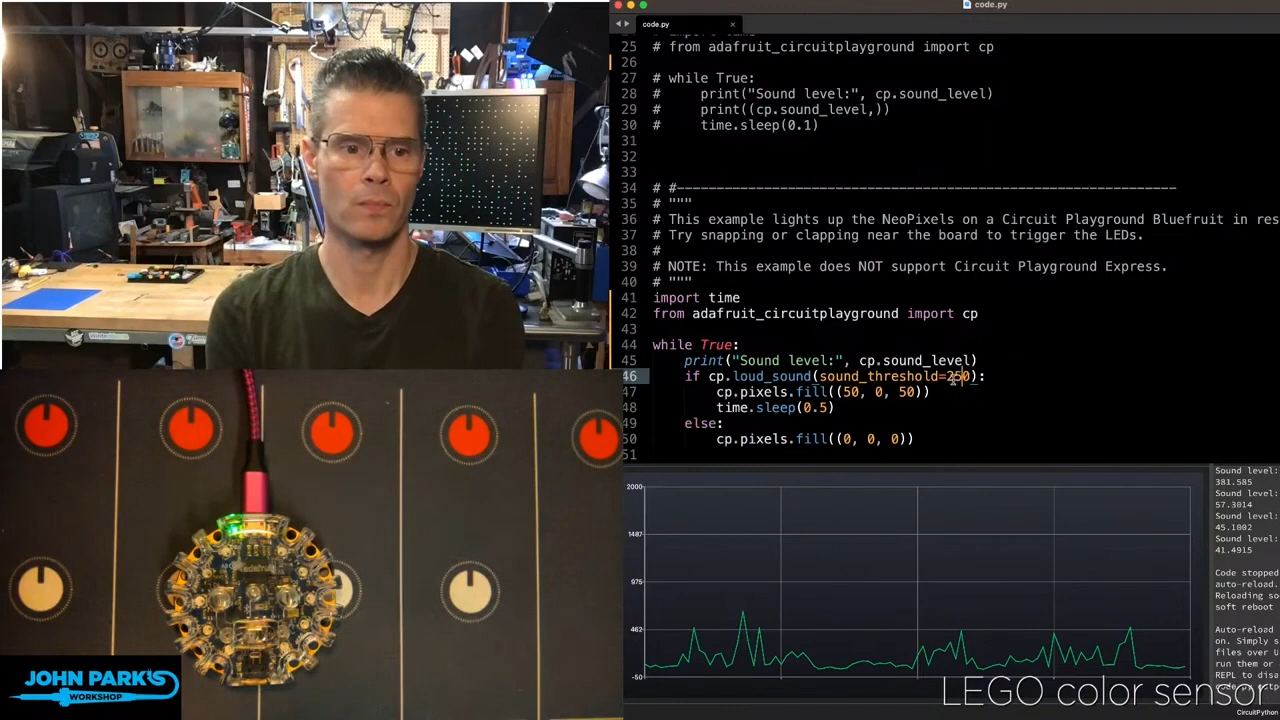 code.py
code.py
25 # from adafruit_circuitplayground import cp
26
27 # while True:
28 #     print("Sound level:", cp.sound_level)
29 #     print((cp.sound_level,))
30 #     time.sleep(0.1)
31
32
33
34 # #---------------------------------------------------------------
35 # """
36 # This example lights up the NeoPixels on a Circuit Playground Bluefruit in res
37 # Try snapping or clapping near the board to trigger the LEDs.
38 #
39 # NOTE: This example does NOT support Circuit Playground Express.
40 # """
41 import time
42 from adafruit_circuitplayground import cp
43
44 while True:
45     print("Sound level:", cp.sound_level)
46     if cp.loud_sound(sound_threshold=250):
47         cp.pixels.fill((50, 0, 50))
48         time.sleep(0.5)
49     else:
50         cp.pixels.fill((0, 0, 0))
51
2000
1487
975
462
-50
Sound level:
381.585
Sound level:
57.3014
Sound level:
45.1002
Sound level:
41.4915
Code stopped
auto-reload.
Reloading so
soft reboot
Auto-reload
on. Simply s
files over U
run them or
REPL to disa
LEGO color sensor
CircuitPython
JOHN PARK'S
WORKSHOP